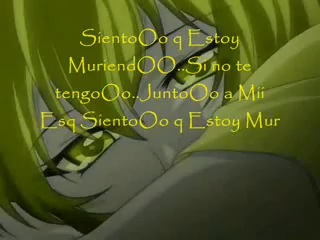 SientoOo q Estoy
MuriendOO..Si no te
tengoOo..JuntoOo a Mii
Esq SientoOo q Estoy Mur